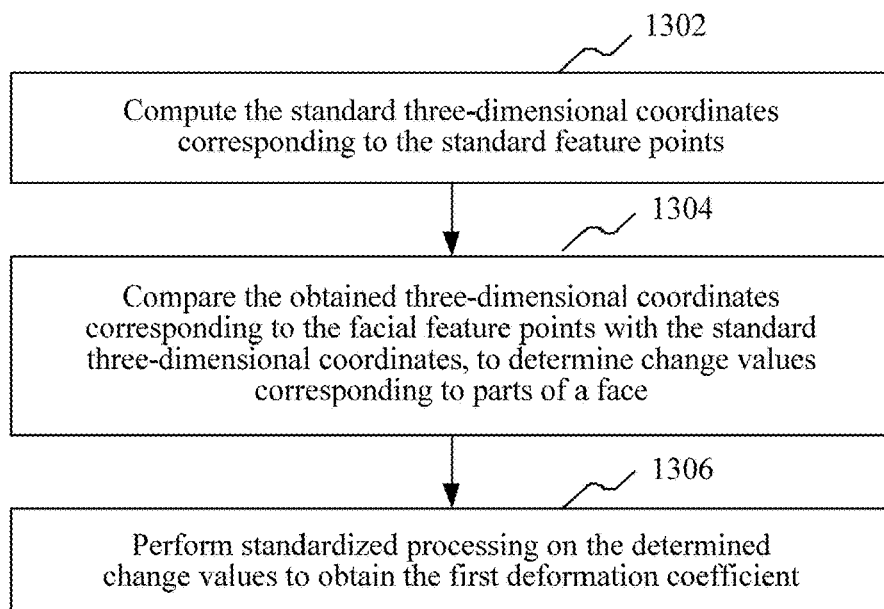 1302
Compute the standard three-dimensional coordinates
corresponding to the standard feature points
1304
Compare the obtained three-dimensional coordinates
corresponding to the facial feature points with the standard
three-dimensional coordinates, to determine change values
corresponding to parts of a face
1306
Perform standardized processing on the determined
change values to obtain the first deformation coefficient